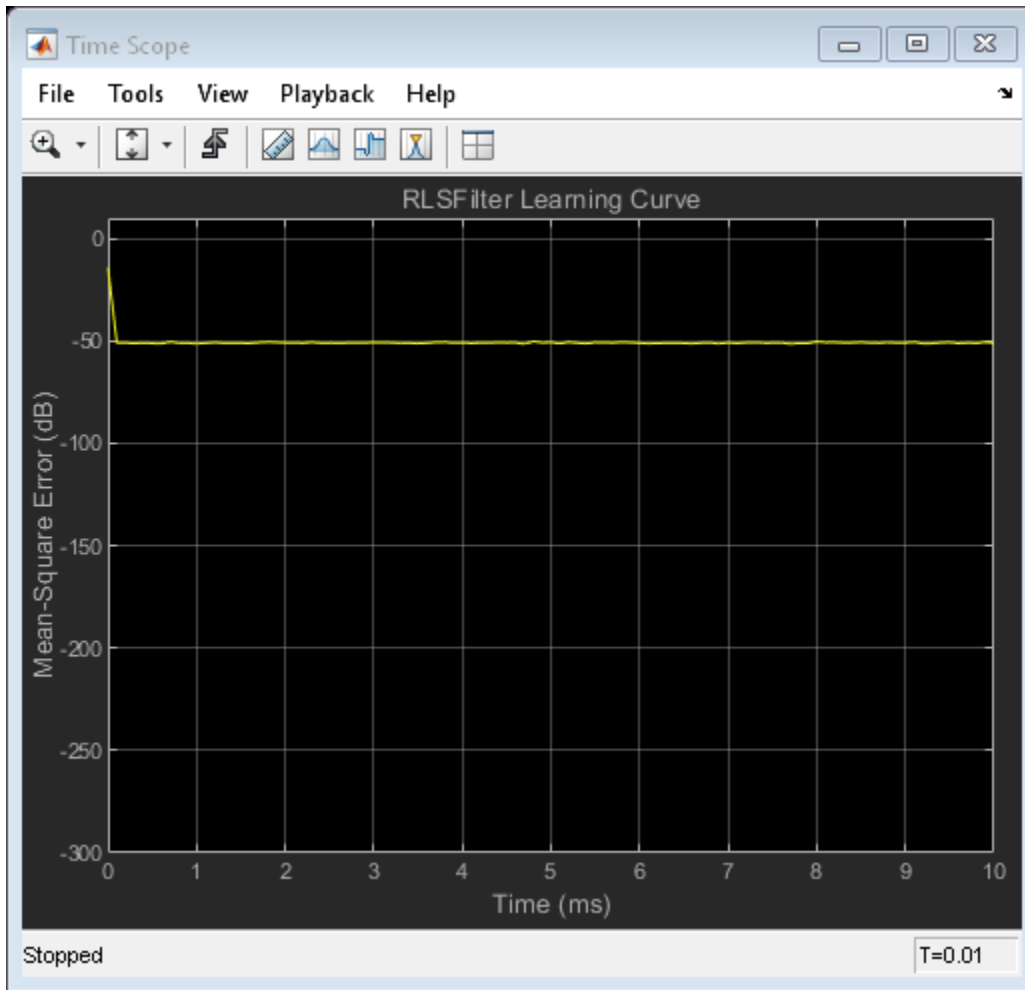 Time Scope
File Tools View Playback Help
RLSFilter Learning Curve
0
-50
-100
-150
-200
-250
-300
Mean-Square Error (dB)
0 1 2 3 4 5 6 7 8 9 10
Time (ms)
Stopped T=0.01